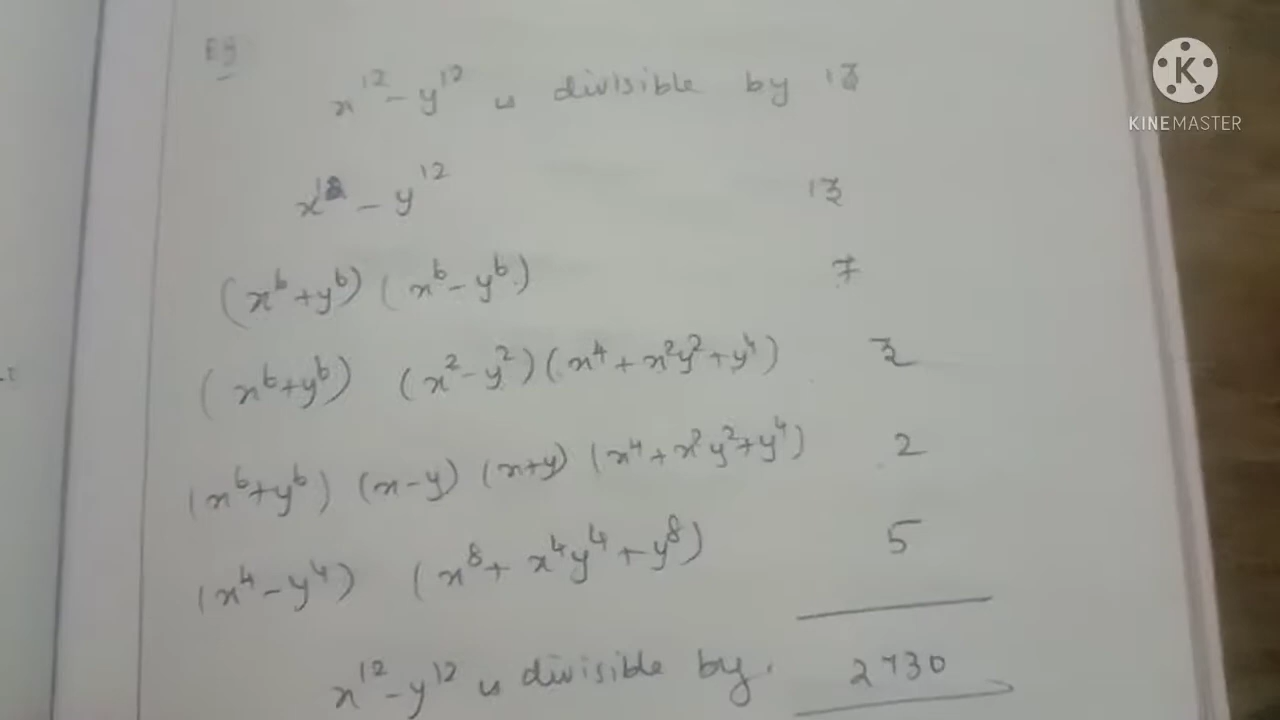 Eg
x¹² - y¹² is divisible by 13
KINEMASTER
x¹² - y¹² 13
(x⁶+y⁶) (x⁶-y⁶) 7
(x⁶+y⁶) (x²-y²)(x⁴+x²y²+y⁴) 3
(x⁶+y⁶) (x-y) (x+y) (x⁴+x²y²+y⁴) 2
(x⁴-y⁴) (x⁸+x⁴y⁴+y⁸) 5
x¹²-y¹² is divisible by. 2730